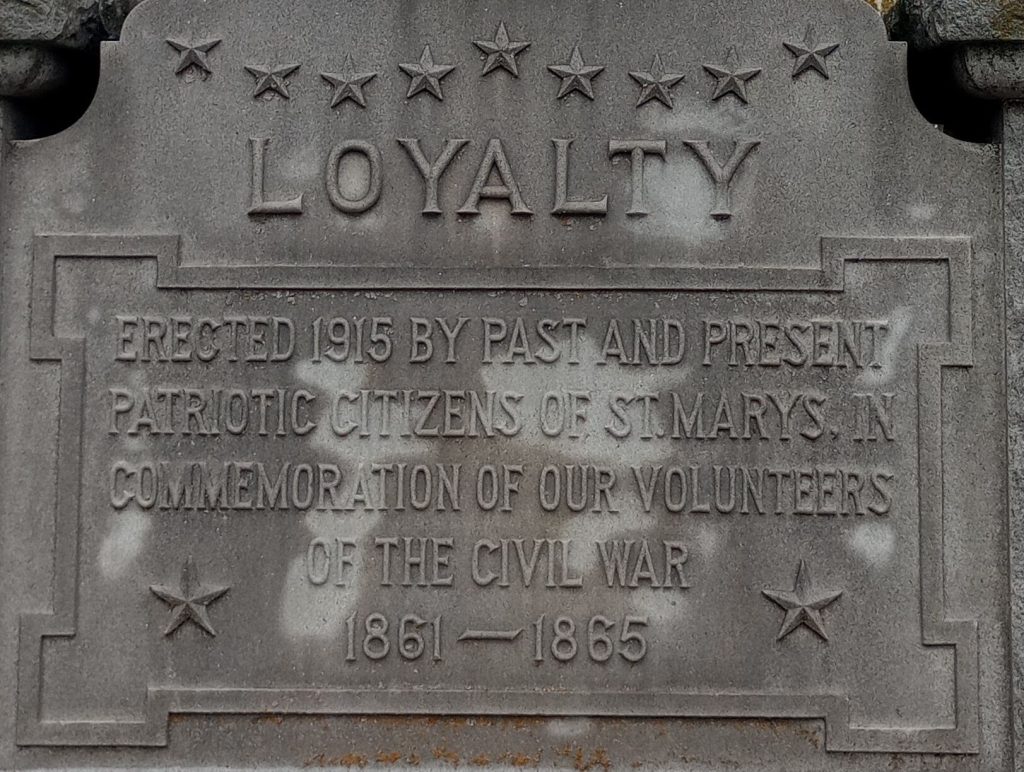 LOYALTY
ERECTED 1915 BY PAST AND PRESENT
PATRIOTIC CITIZENS OF ST. MARYS, IN
COMMEMORATION OF OUR VOLUNTEERS
OF THE CIVIL WAR
1861—1865